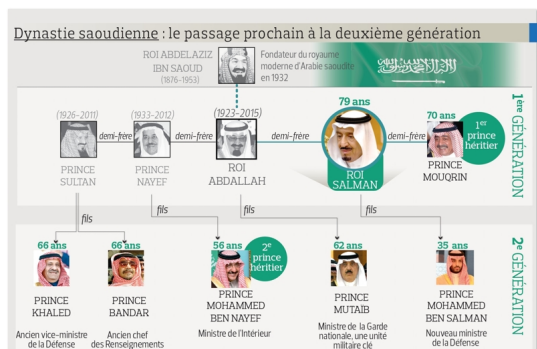 Dynastie saoudienne : le passage prochain à la deuxième génération
ROI ABDELAZIZ
IBN SAOUD
(1876-1953)
Fondateur du royaume
moderne d'Arabie saoudite
en 1932
1ère GÉNÉRATION
(1926-2011)
PRINCE
SULTAN
demi-frère
(1933-2012)
PRINCE
NAYEF
demi-frère
(1923-2015)
ROI
ABDALLAH
demi-frère
79 ans
ROI
SALMAN
demi-frère
70 ans
1er
prince
héritier
PRINCE
MOUQRIN
fils
fils
fils
fils
2e GÉNÉRATION
66 ans
PRINCE
KHALED
Ancien vice-ministre
de la Défense
66 ans
PRINCE
BANDAR
Ancien chef
des Renseignements
56 ans
2e
prince
héritier
PRINCE
MOHAMMED
BEN NAYEF
Ministre de l'Intérieur
62 ans
PRINCE
MUTAÏB
Ministre de la Garde
nationale, une unité
militaire clé
35 ans
PRINCE
MOHAMMED
BEN SALMAN
Nouveau ministre
de la Défense